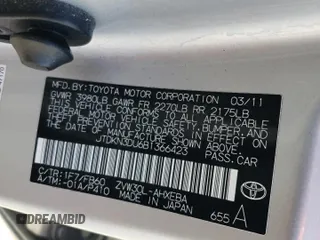 MFD.BY:TOYOTA MOTOR CORPORATION 03/11
GVWR 3980LB GAWR FR 2270LB RR 2175LB
THIS VEHICLE CONFORMS TO ALL APPLICABLE
FEDERAL MOTOR VEHICLE SAFETY, BUMPER, AND
THEFT PREVENTION STANDARDS IN EFFECT ON
THE DATE OF MANUFACTURE SHOWN ABOVE.
JTDKN3DU6B1366423 PASS.CAR
C/TR:1F7/FB60 ZVW30L-AHXEBA
A/TM:-01A/P410 MADE IN JAPAN
TOYOTA
655 A
AutoBidMaster